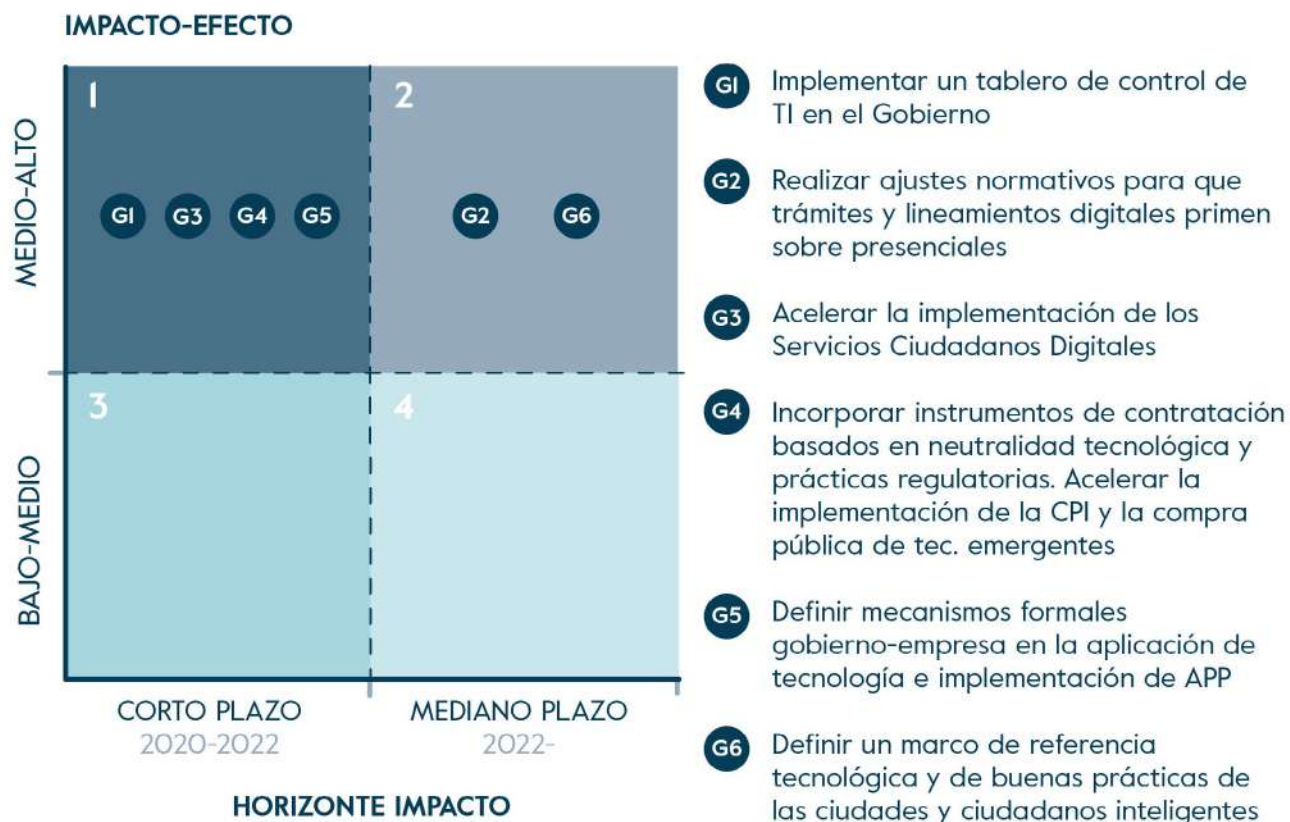 IMPACTO-EFECTO
MEDIO-ALTO
BAJO-MEDIO
1
2
G1
G3
G4
G5
G2
G6
3
4
CORTO PLAZO
2020-2022
MEDIANO PLAZO
2022-
HORIZONTE IMPACTO
G1
Implementar un tablero de control de
TI en el Gobierno
G2
Realizar ajustes normativos para que
trámites y lineamientos digitales primen
sobre presenciales
G3
Acelerar la implementación de los
Servicios Ciudadanos Digitales
G4
Incorporar instrumentos de contratación
basados en neutralidad tecnológica y
prácticas regulatorias. Acelerar la
implementación de la CPI y la compra
pública de tec. emergentes
G5
Definir mecanismos formales
gobierno-empresa en la aplicación de
tecnología e implementación de APP
G6
Definir un marco de referencia
tecnológica y de buenas prácticas de
las ciudades y ciudadanos inteligentes